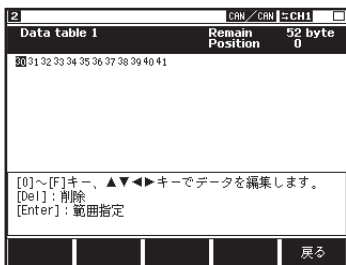 2 CAN/CAN ⇆CH1
Data table 1 Remain 52 byte
Position 0
30 31 32 33 34 35 36 37 38 39 40 41
[0]~[F]キー、▲▼◀▶キーでデータを編集します。
[Del]:削除
[Enter]:範囲指定
戻る